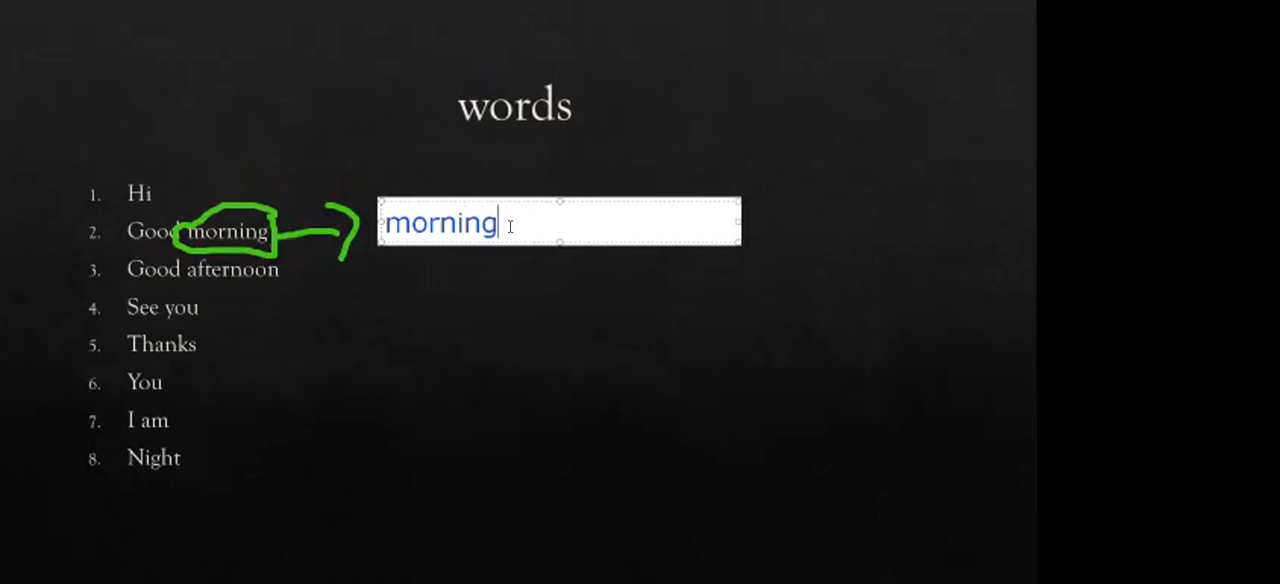 words
1. Hi
2. Good morning
morning
3. Good afternoon
4. See you
5. Thanks
6. You
7. I am
8. Night